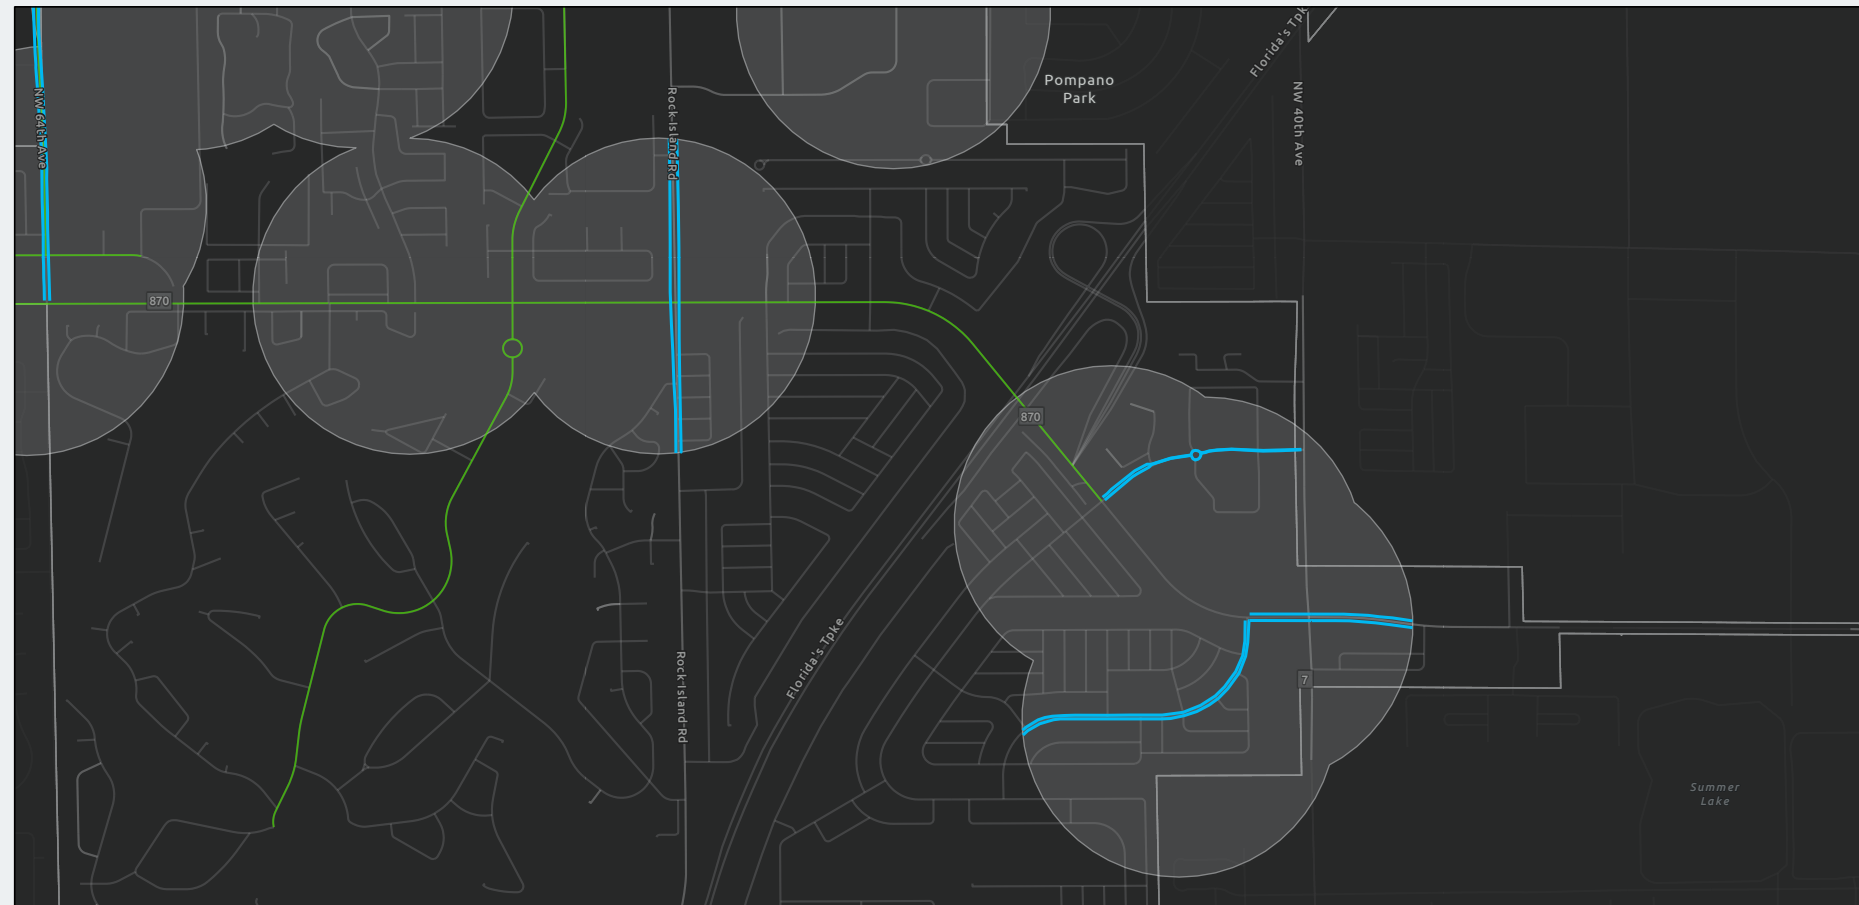 Florida's Tpk
Pompano
Park
NW 64th Ave
Rock Island Rd
NW 40th Ave
870
870
Florida's Tpke
Rock Island Rd
7
Summer
Lake